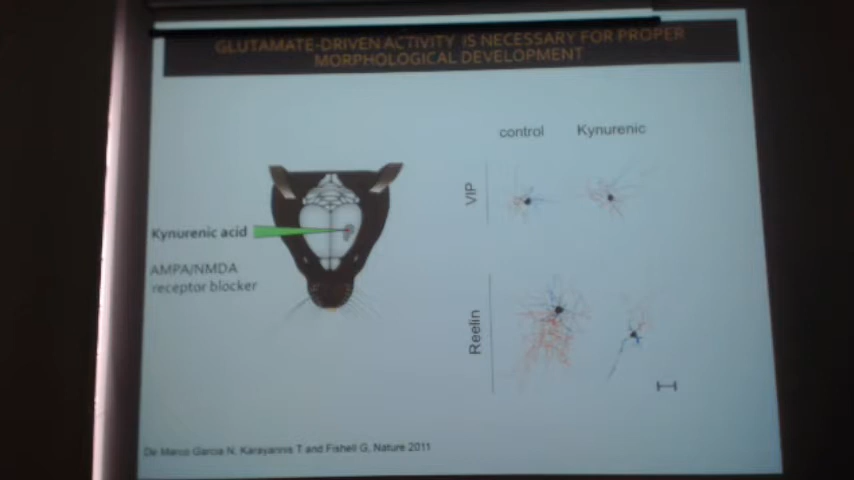 GLUTAMATE-DRIVEN ACTIVITY IS NECESSARY FOR PROPER
MORPHOLOGICAL DEVELOPMENT
control
Kynurenic
VIP
Kynurenic acid
AMPA/NMDA
receptor blocker
Reelin
De Marco Garcia N, Karayannis T and Fishell G, Nature 2011